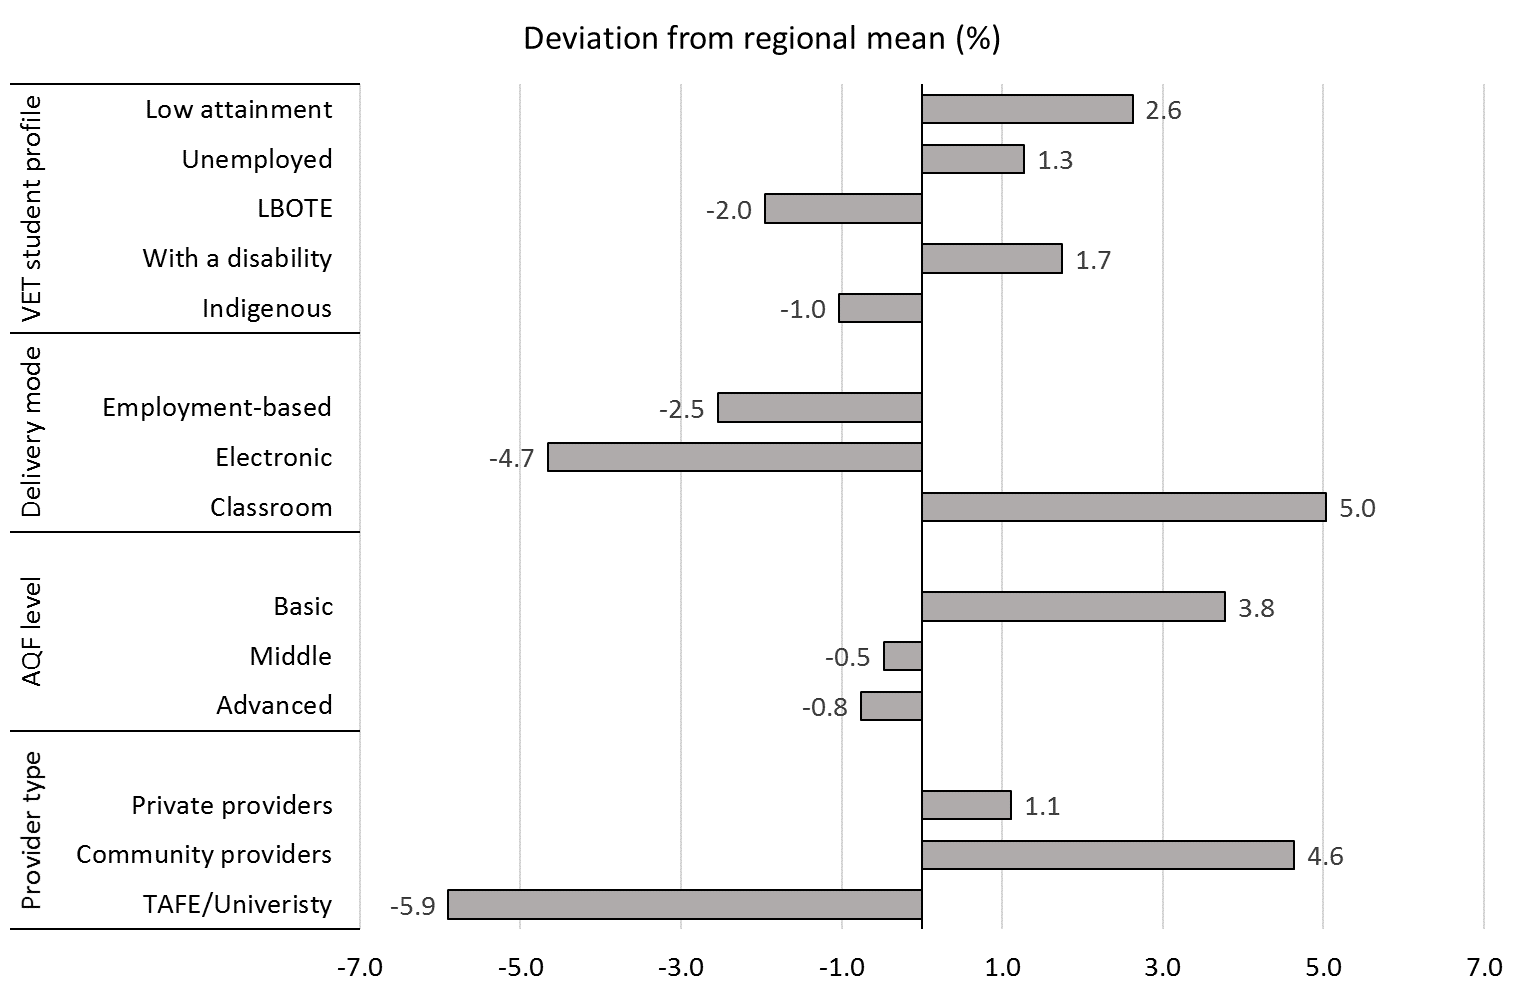 Deviation from regional mean (%)
VET student profile
Low attainment 2.6
Unemployed 1.3
LBOTE -2.0
With a disability 1.7
Indigenous -1.0
Delivery mode
Employment-based -2.5
Electronic -4.7
Classroom 5.0
AQF level
Basic 3.8
Middle -0.5
Advanced -0.8
Provider type
Private providers 1.1
Community providers 4.6
TAFE/Univeristy -5.9
-7.0 -5.0 -3.0 -1.0 1.0 3.0 5.0 7.0